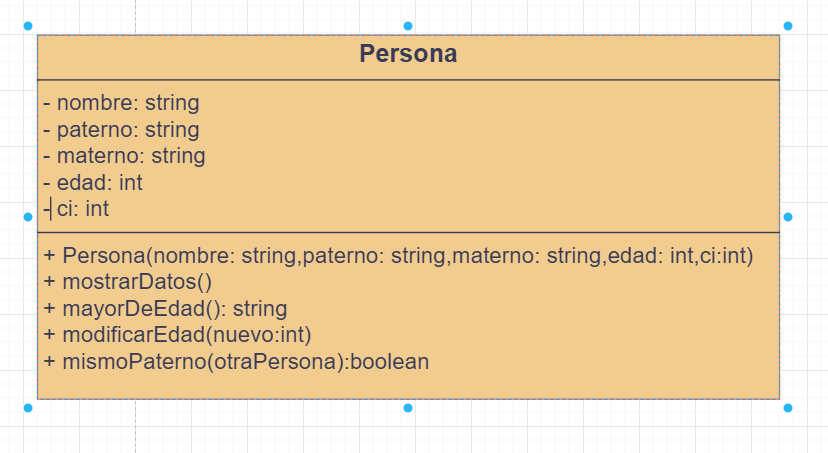 Persona
- nombre: string
- paterno: string
- materno: string
- edad: int
- ci: int
+ Persona(nombre: string,paterno: string,materno: string,edad: int,ci:int)
+ mostrarDatos()
+ mayorDeEdad(): string
+ modificarEdad(nuevo:int)
+ mismoPaterno(otraPersona):boolean